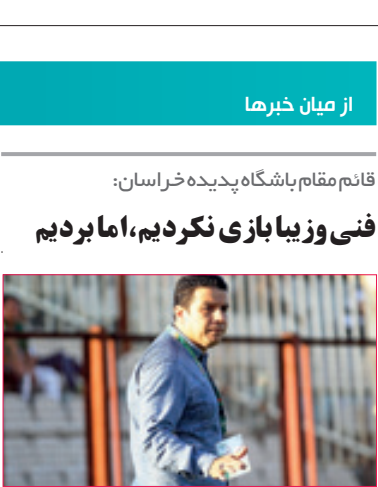 از میان خبرها
قائم مقام باشگاه پدیده خراسان:
فنی و زیبا بازی نکردیم، اما بردیم